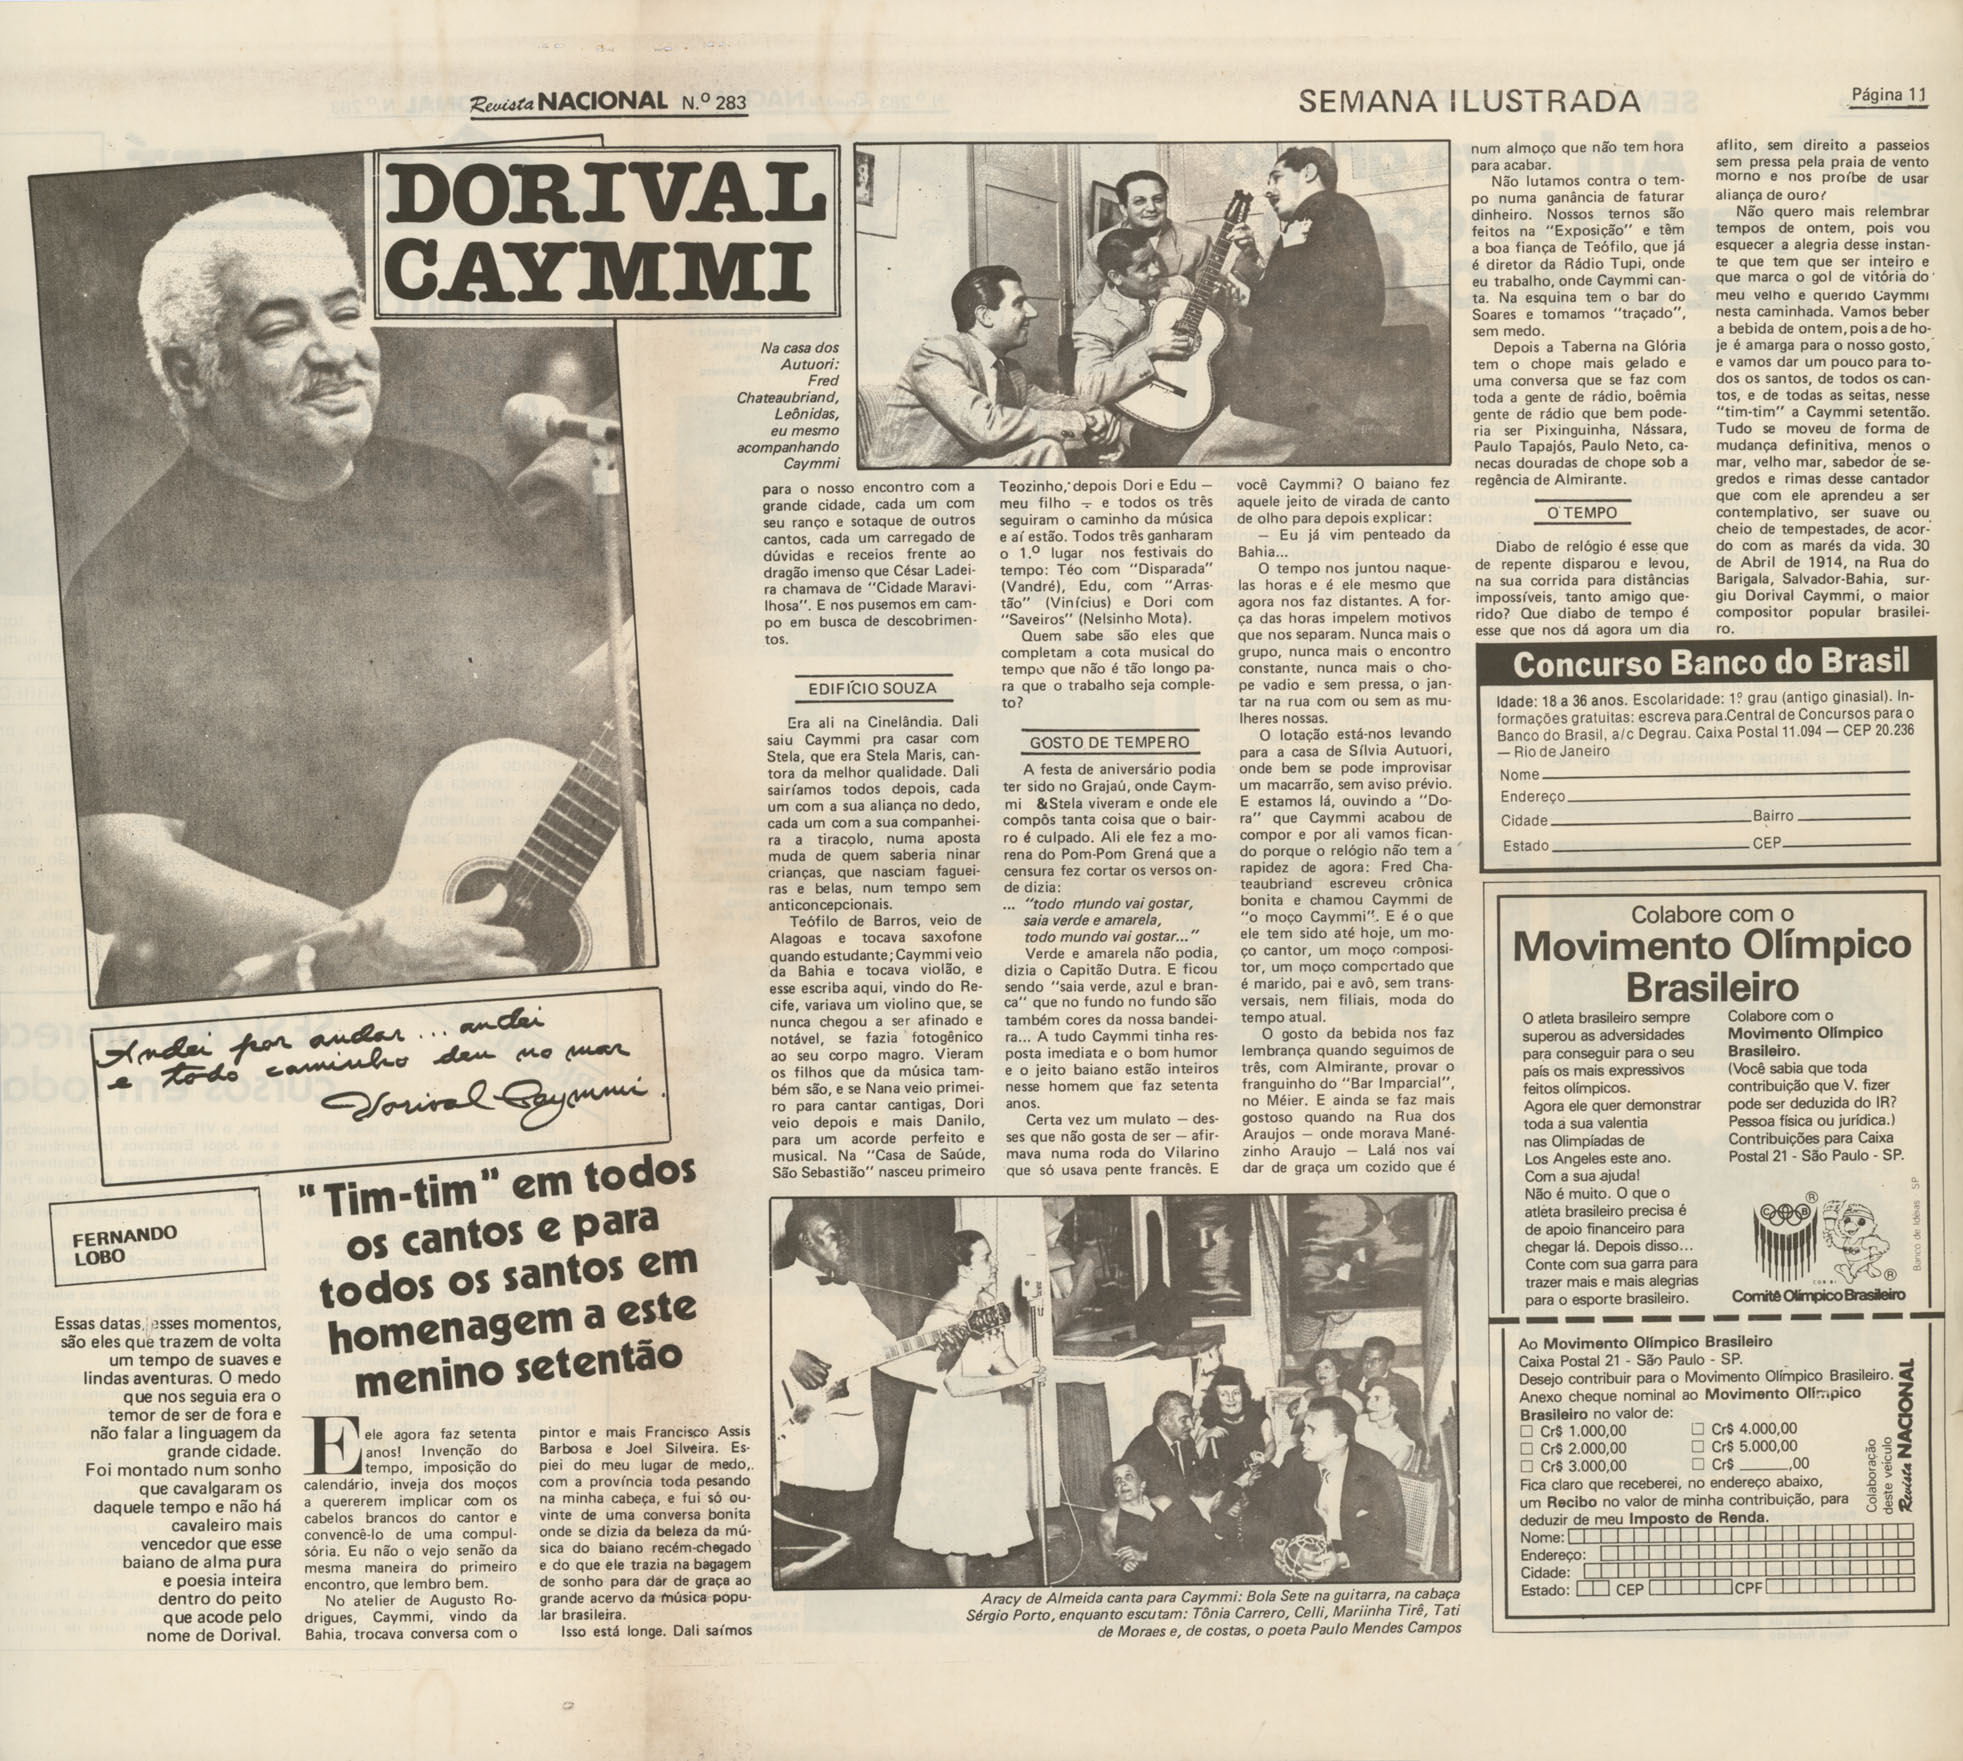 Revista NACIONAL N.º 283
SEMANA ILUSTRADA
Página 11
DORIVAL
CAYMMI
Andei por andar... andei
e todo caminho deu no mar
Dorival Caymmi.
"Tim-tim" em todos
os cantos e para
todos os santos em
homenagem a este
menino setentão
FERNANDO
LOBO
Essas datas, esses momentos,
são eles que trazem de volta
um tempo de suaves e
lindas aventuras. O medo
que nos seguia era o
temor de ser de fora e
não falar a linguagem da
grande cidade.
Foi montado num sonho
que cavalgaram os
daquele tempo e não há
cavaleiro mais
vencedor que esse
baiano de alma pura
e poesia inteira
dentro do peito
que acode pelo
nome de Dorival.
E ele agora faz setenta
anos! Invenção do
tempo, imposição do
calendário, inveja dos moços
a quererem implicar com os
cabelos brancos do cantor e
convencê-lo de uma compul-
sória. Eu não o vejo senão da
mesma maneira do primeiro
encontro, que lembro bem.
No atelier de Augusto Ro-
drigues, Caymmi, vindo da
Bahia, trocava conversa com o
pintor e mais Francisco Assis
Barbosa e Joel Silveira. Es-
piei do meu lugar de medo,
com a província toda pesando
na minha cabeça, e fui só ou-
vinte de uma conversa bonita
onde se dizia da beleza da mú-
sica do baiano recém-chegado
e do que ele trazia na bagagem
de sonho para dar de graça ao
grande acervo da música popu-
lar brasileira.
Isso está longe. Dali saímos
Na casa dos
Autuori:
Fred
Chateaubriand,
Leônidas,
eu mesmo
acompanhando
Caymmi
para o nosso encontro com a
grande cidade, cada um com
seu ranço e sotaque de outros
cantos, cada um carregado de
dúvidas e receios frente ao
dragão imenso que César Ladei-
ra chamava de "Cidade Maravi-
lhosa". E nos pusemos em cam-
po em busca de descobrimen-
tos.
EDIFÍCIO SOUZA
Era ali na Cinelândia. Dali
saiu Caymmi pra casar com
Stela, que era Stela Maris, can-
tora da melhor qualidade. Dali
sairíamos todos depois, cada
um com a sua aliança no dedo,
cada um com a sua companhei-
ra a tiracolo, numa aposta
muda de quem saberia ninar
crianças, que nasciam faguei-
ras e belas, num tempo sem
anticoncepcionais.
Teófilo de Barros, veio de
Alagoas e tocava saxofone
quando estudante; Caymmi veio
da Bahia e tocava violão, e
esse escriba aqui, vindo do Re-
cife, variava um violino que, se
nunca chegou a ser afinado e
notável, se fazia fotogênico
ao seu corpo magro. Vieram
os filhos que da música tam-
bém são, e se Nana veio primei-
ro para cantar cantigas, Dori
veio depois e mais Danilo,
para um acorde perfeito e
musical. Na "Casa de Saúde,
São Sebastião" nasceu primeiro
Teozinho, depois Dori e Edu —
meu filho — e todos os três
seguiram o caminho da música
e aí estão. Todos três ganharam
o 1.º lugar nos festivais do
tempo: Téo com "Disparada"
(Vandré), Edu, com "Arras-
tão" (Vinícius) e Dori com
"Saveiros" (Nelsinho Mota).
Quem sabe são eles que
completam a cota musical do
tempo que não é tão longo pa-
ra que o trabalho seja comple-
to?
GOSTO DE TEMPERO
A festa de aniversário podia
ter sido no Grajaú, onde Caym-
mi &Stela viveram e onde ele
compôs tanta coisa que o bair-
ro é culpado. Ali ele fez a mo-
rena do Pom-Pom Grená que a
censura fez cortar os versos on-
de dizia:
... "todo mundo vai gostar,
saia verde e amarela,
todo mundo vai gostar..."
Verde e amarela não podia,
dizia o Capitão Dutra. E ficou
sendo "saia verde, azul e bran-
ca" que no fundo no fundo são
também cores da nossa bandei-
ra... A tudo Caymmi tinha res-
posta imediata e o bom humor
e o jeito baiano estão inteiros
nesse homem que faz setenta
anos.
Certa vez um mulato — des-
ses que não gosta de ser — afir-
mava numa roda do Vilarino
que só usava pente francês. E
você Caymmi? O baiano fez
aquele jeito de virada de canto
de olho para depois explicar:
— Eu já vim penteado da
Bahia...
O tempo nos juntou naque-
las horas e é ele mesmo que
agora nos faz distantes. A for-
ça das horas impelem motivos
que nos separam. Nunca mais o
grupo, nunca mais o encontro
constante, nunca mais o cho-
pe vadio e sem pressa, o jan-
tar na rua com ou sem as mu-
lheres nossas.
O lotação está-nos levando
para a casa de Sílvia Autuori,
onde bem se pode improvisar
um macarrão, sem aviso prévio.
E estamos lá, ouvindo a "Do-
ra" que Caymmi acabou de
compor e por ali vamos fican-
do porque o relógio não tem a
rapidez de agora: Fred Cha-
teaubriand escreveu crônica
bonita e chamou Caymmi de
"o moço Caymmi". E é o que
ele tem sido até hoje, um mo-
ço cantor, um moço composi-
tor, um moço comportado que
é marido, pai e avô, sem trans-
versais, nem filiais, moda do
tempo atual.
O gosto da bebida nos faz
lembrança quando seguimos de
três, com Almirante, provar o
franguinho do "Bar Imparcial",
no Méier. E ainda se faz mais
gostoso quando na Rua dos
Araujos — onde morava Mané-
zinho Araujo — Lalá nos vai
dar de graça um cozido que é
num almoço que não tem hora
para acabar.
Não lutamos contra o tem-
po numa ganância de faturar
dinheiro. Nossos ternos são
feitos na "Exposição" e têm
a boa fiança de Teófilo, que já
é diretor da Rádio Tupi, onde
eu trabalho, onde Caymmi can-
ta. Na esquina tem o bar do
Soares e tomamos "traçado",
sem medo.
Depois a Taberna na Glória
tem o chope mais gelado e
uma conversa que se faz com
toda a gente de rádio, boêmia
gente de rádio que bem pode-
ria ser Pixinguinha, Nássara,
Paulo Tapajós, Paulo Neto, ca-
necas douradas de chope sob a
regência de Almirante.
O TEMPO
Diabo de relógio é esse que
de repente disparou e levou,
na sua corrida para distâncias
impossíveis, tanto amigo que-
rido? Que diabo de tempo é
esse que nos dá agora um dia
aflito, sem direito a passeios
sem pressa pela praia de vento
morno e nos proíbe de usar
aliança de ouro?
Não quero mais relembrar
tempos de ontem, pois vou
esquecer a alegria desse instan-
te que tem que ser inteiro e
que marca o gol de vitória do
meu velho e querido Caymmi
nesta caminhada. Vamos beber
a bebida de ontem, pois a de ho-
je é amarga para o nosso gosto,
e vamos dar um pouco para to-
dos os santos, de todos os can-
tos, e de todas as seitas, nesse
"tim-tim" a Caymmi setentão.
Tudo se moveu de forma de
mudança definitiva, menos o
mar, velho mar, sabedor de se-
gredos e rimas desse cantador
que com ele aprendeu a ser
contemplativo, ser suave ou
cheio de tempestades, de acor-
do com as marés da vida. 30
de Abril de 1914, na Rua do
Barigala, Salvador-Bahia, sur-
giu Dorival Caymmi, o maior
compositor popular brasilei-
ro.
Aracy de Almeida canta para Caymmi: Bola Sete na guitarra, na cabaça
Sérgio Porto, enquanto escutam: Tônia Carrero, Celli, Mariinha Tirê, Tati
de Moraes e, de costas, o poeta Paulo Mendes Campos
Concurso Banco do Brasil
Idade: 18 a 36 anos. Escolaridade: 1º grau (antigo ginasial). In-
formações gratuitas: escreva para.Central de Concursos para o
Banco do Brasil, a/c Degrau. Caixa Postal 11.094 — CEP 20.236
— Rio de Janeiro
Nome
Endereço
Cidade Bairro
Estado CEP
Colabore com o
Movimento Olímpico
Brasileiro
O atleta brasileiro sempre
superou as adversidades
para conseguir para o seu
país os mais expressivos
feitos olímpicos.
Agora ele quer demonstrar
toda a sua valentia
nas Olimpíadas de
Los Angeles este ano.
Com a sua ajuda!
Não é muito. O que o
atleta brasileiro precisa é
de apoio financeiro para
chegar lá. Depois disso...
Conte com sua garra para
trazer mais e mais alegrias
para o esporte brasileiro.
Colabore com o
Movimento Olímpico
Brasileiro.
(Você sabia que toda
contribuição que V. fizer
pode ser deduzida do IR?
Pessoa física ou jurídica.)
Contribuições para Caixa
Postal 21 - São Paulo - SP.
COB
®
®
Comitê Olímpico Brasileiro
Banco de Ideias SP
Ao Movimento Olímpico Brasileiro
Caixa Postal 21 - São Paulo - SP.
Desejo contribuir para o Movimento Olímpico Brasileiro.
Anexo cheque nominal ao Movimento Olímpico
Brasileiro no valor de:
Cr$ 1.000,00 Cr$ 4.000,00
Cr$ 2.000,00 Cr$ 5.000,00
Cr$ 3.000,00 Cr$ ______,00
Fica claro que receberei, no endereço abaixo,
um Recibo no valor de minha contribuição, para
deduzir de meu Imposto de Renda.
Nome:
Endereço:
Cidade:
Estado: CEP CPF
Colaboração
deste veículo
Revista NACIONAL